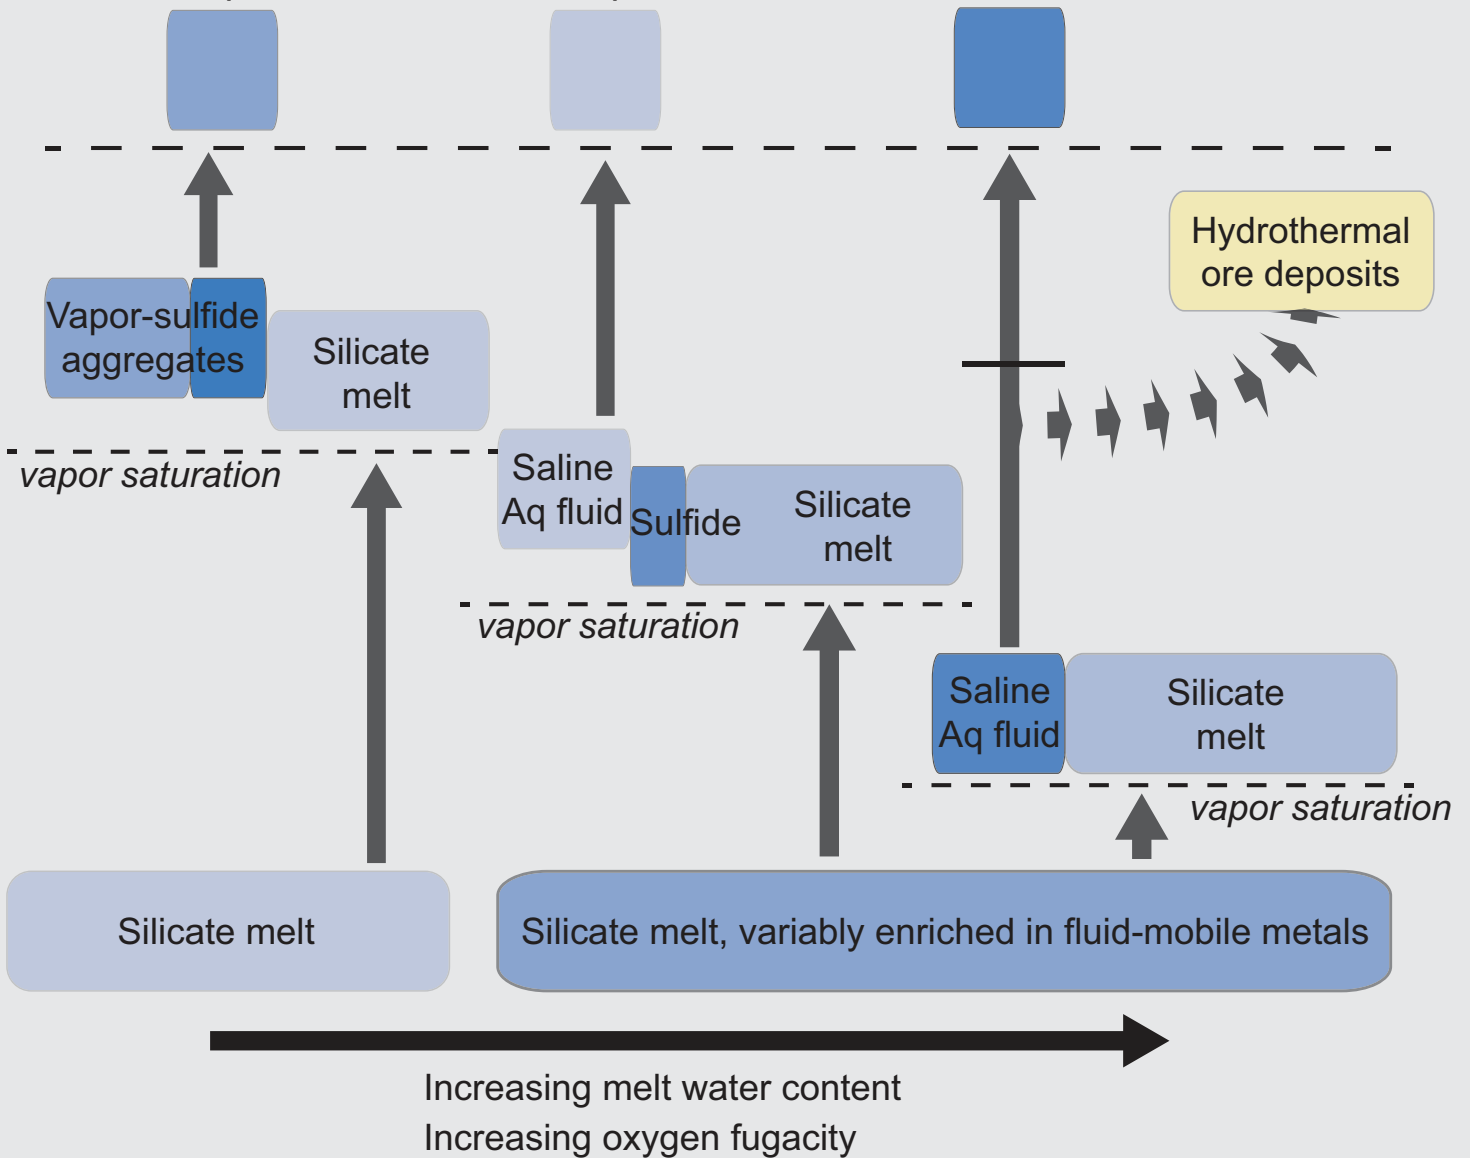 Hydrothermal
ore deposits
Vapor-sulfide
aggregates
Silicate
melt
vapor saturation
Saline
Aq fluid
Sulfide
Silicate
melt
vapor saturation
Saline
Aq fluid
Silicate
melt
vapor saturation
Silicate melt
Silicate melt, variably enriched in fluid-mobile metals
Increasing melt water content
Increasing oxygen fugacity